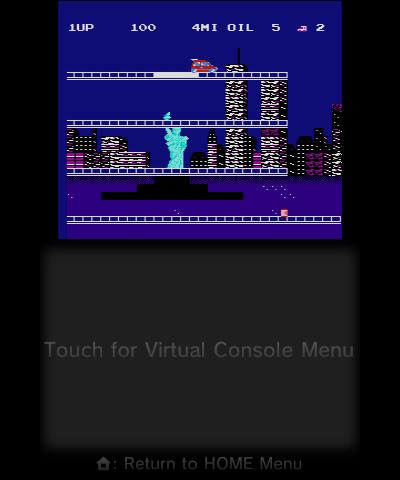 1UP 100 4MI OIL 5 2
Touch for Virtual Console Menu
: Return to HOME Menu